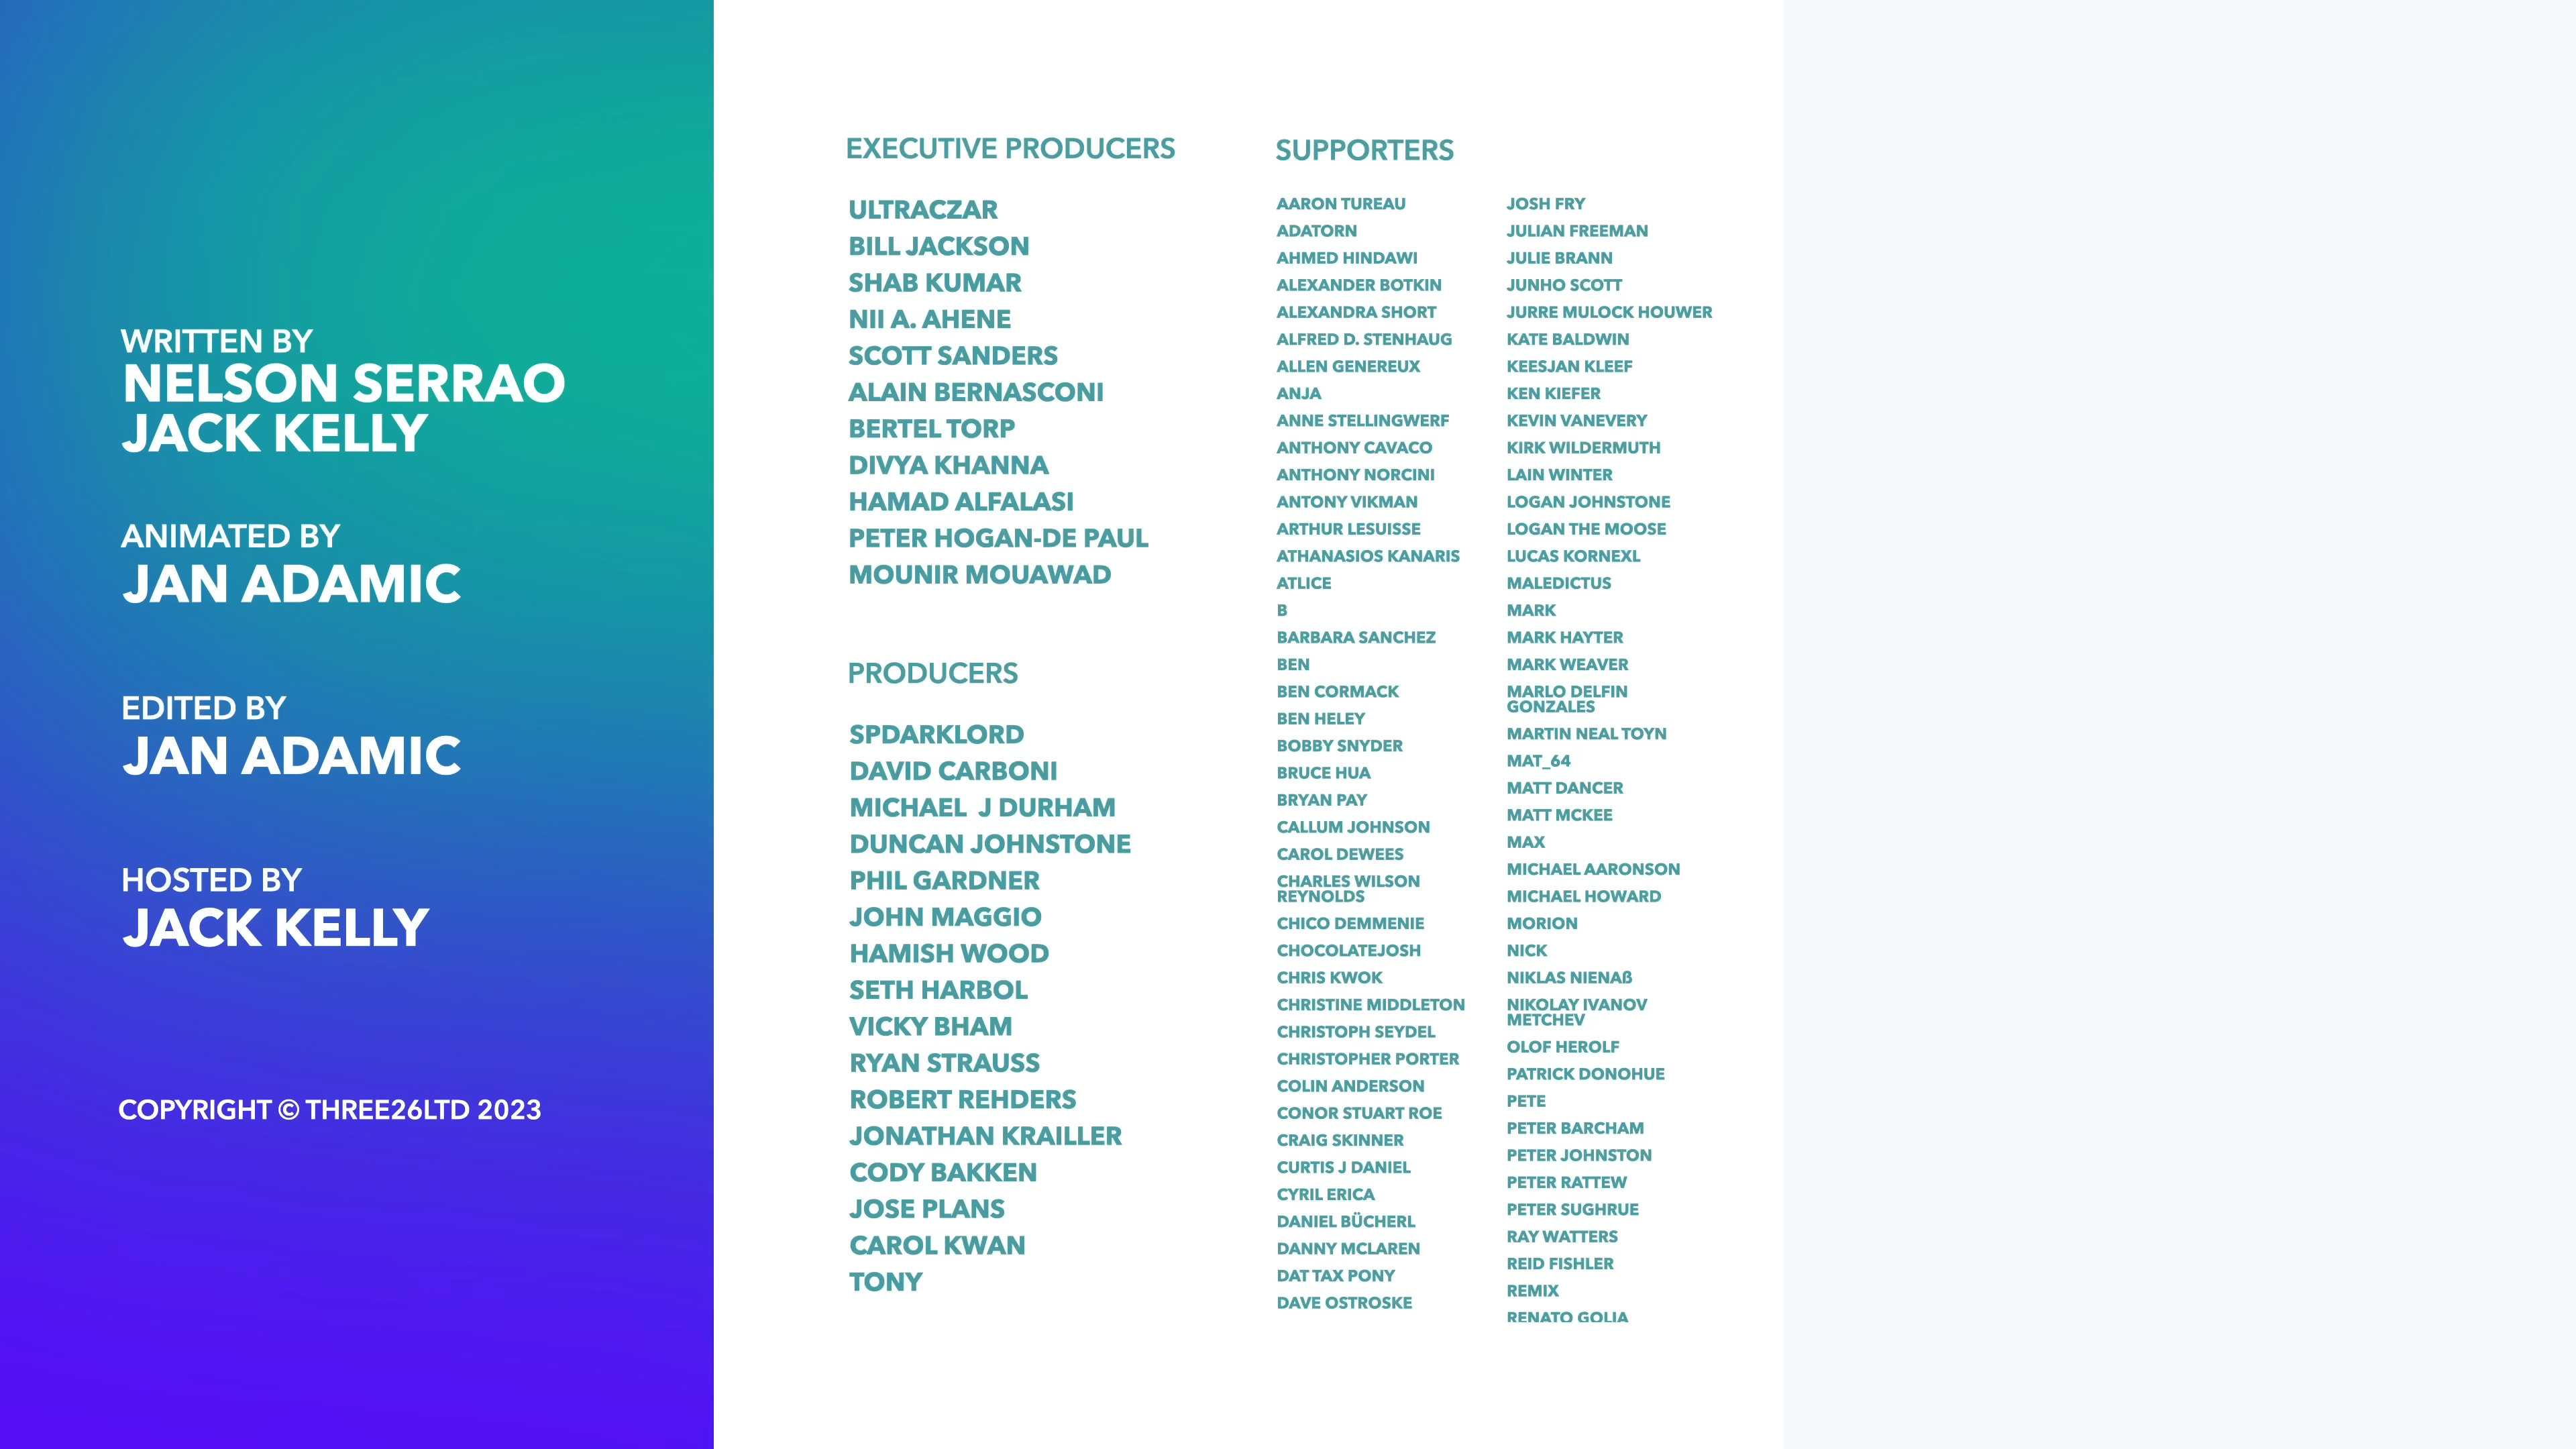 WRITTEN BY
NELSON SERRAO
JACK KELLY
ANIMATED BY
JAN ADAMIC
EDITED BY
JAN ADAMIC
HOSTED BY
JACK KELLY
COPYRIGHT © THREE26LTD 2023
EXECUTIVE PRODUCERS
ULTRACZAR
BILL JACKSON
SHAB KUMAR
NII A. AHENE
SCOTT SANDERS
ALAIN BERNASCONI
BERTEL TORP
DIVYA KHANNA
HAMAD ALFALASI
PETER HOGAN-DE PAUL
MOUNIR MOUAWAD
PRODUCERS
SPDARKLORD
DAVID CARBONI
MICHAEL  J DURHAM
DUNCAN JOHNSTONE
PHIL GARDNER
JOHN MAGGIO
HAMISH WOOD
SETH HARBOL
VICKY BHAM
RYAN STRAUSS
ROBERT REHDERS
JONATHAN KRAILLER
CODY BAKKEN
JOSE PLANS
CAROL KWAN
TONY
SUPPORTERS
AARON TUREAU
ADATORN
AHMED HINDAWI
ALEXANDER BOTKIN
ALEXANDRA SHORT
ALFRED D. STENHAUG
ALLEN GENEREUX
ANJA
ANNE STELLINGWERF
ANTHONY CAVACO
ANTHONY NORCINI
ANTONY VIKMAN
ARTHUR LESUISSE
ATHANASIOS KANARIS
ATLICE
B
BARBARA SANCHEZ
BEN
BEN CORMACK
BEN HELEY
BOBBY SNYDER
BRUCE HUA
BRYAN PAY
CALLUM JOHNSON
CAROL DEWEES
CHARLES WILSON
REYNOLDS
CHICO DEMMENIE
CHOCOLATEJOSH
CHRIS KWOK
CHRISTINE MIDDLETON
CHRISTOPH SEYDEL
CHRISTOPHER PORTER
COLIN ANDERSON
CONOR STUART ROE
CRAIG SKINNER
CURTIS J DANIEL
CYRIL ERICA
DANIEL BÜCHERL
DANNY MCLAREN
DAT TAX PONY
DAVE OSTROSKE
JOSH FRY
JULIAN FREEMAN
JULIE BRANN
JUNHO SCOTT
JURRE MULOCK HOUWER
KATE BALDWIN
KEESJAN KLEEF
KEN KIEFER
KEVIN VANEVERY
KIRK WILDERMUTH
LAIN WINTER
LOGAN JOHNSTONE
LOGAN THE MOOSE
LUCAS KORNEXL
MALEDICTUS
MARK
MARK HAYTER
MARK WEAVER
MARLO DELFIN
GONZALES
MARTIN NEAL TOYN
MAT_64
MATT DANCER
MATT MCKEE
MAX
MICHAEL AARONSON
MICHAEL HOWARD
MORION
NICK
NIKLAS NIENAß
NIKOLAY IVANOV
METCHEV
OLOF HEROLF
PATRICK DONOHUE
PETE
PETER BARCHAM
PETER JOHNSTON
PETER RATTEW
PETER SUGHRUE
RAY WATTERS
REID FISHLER
REMIX
RENATO GOLIA